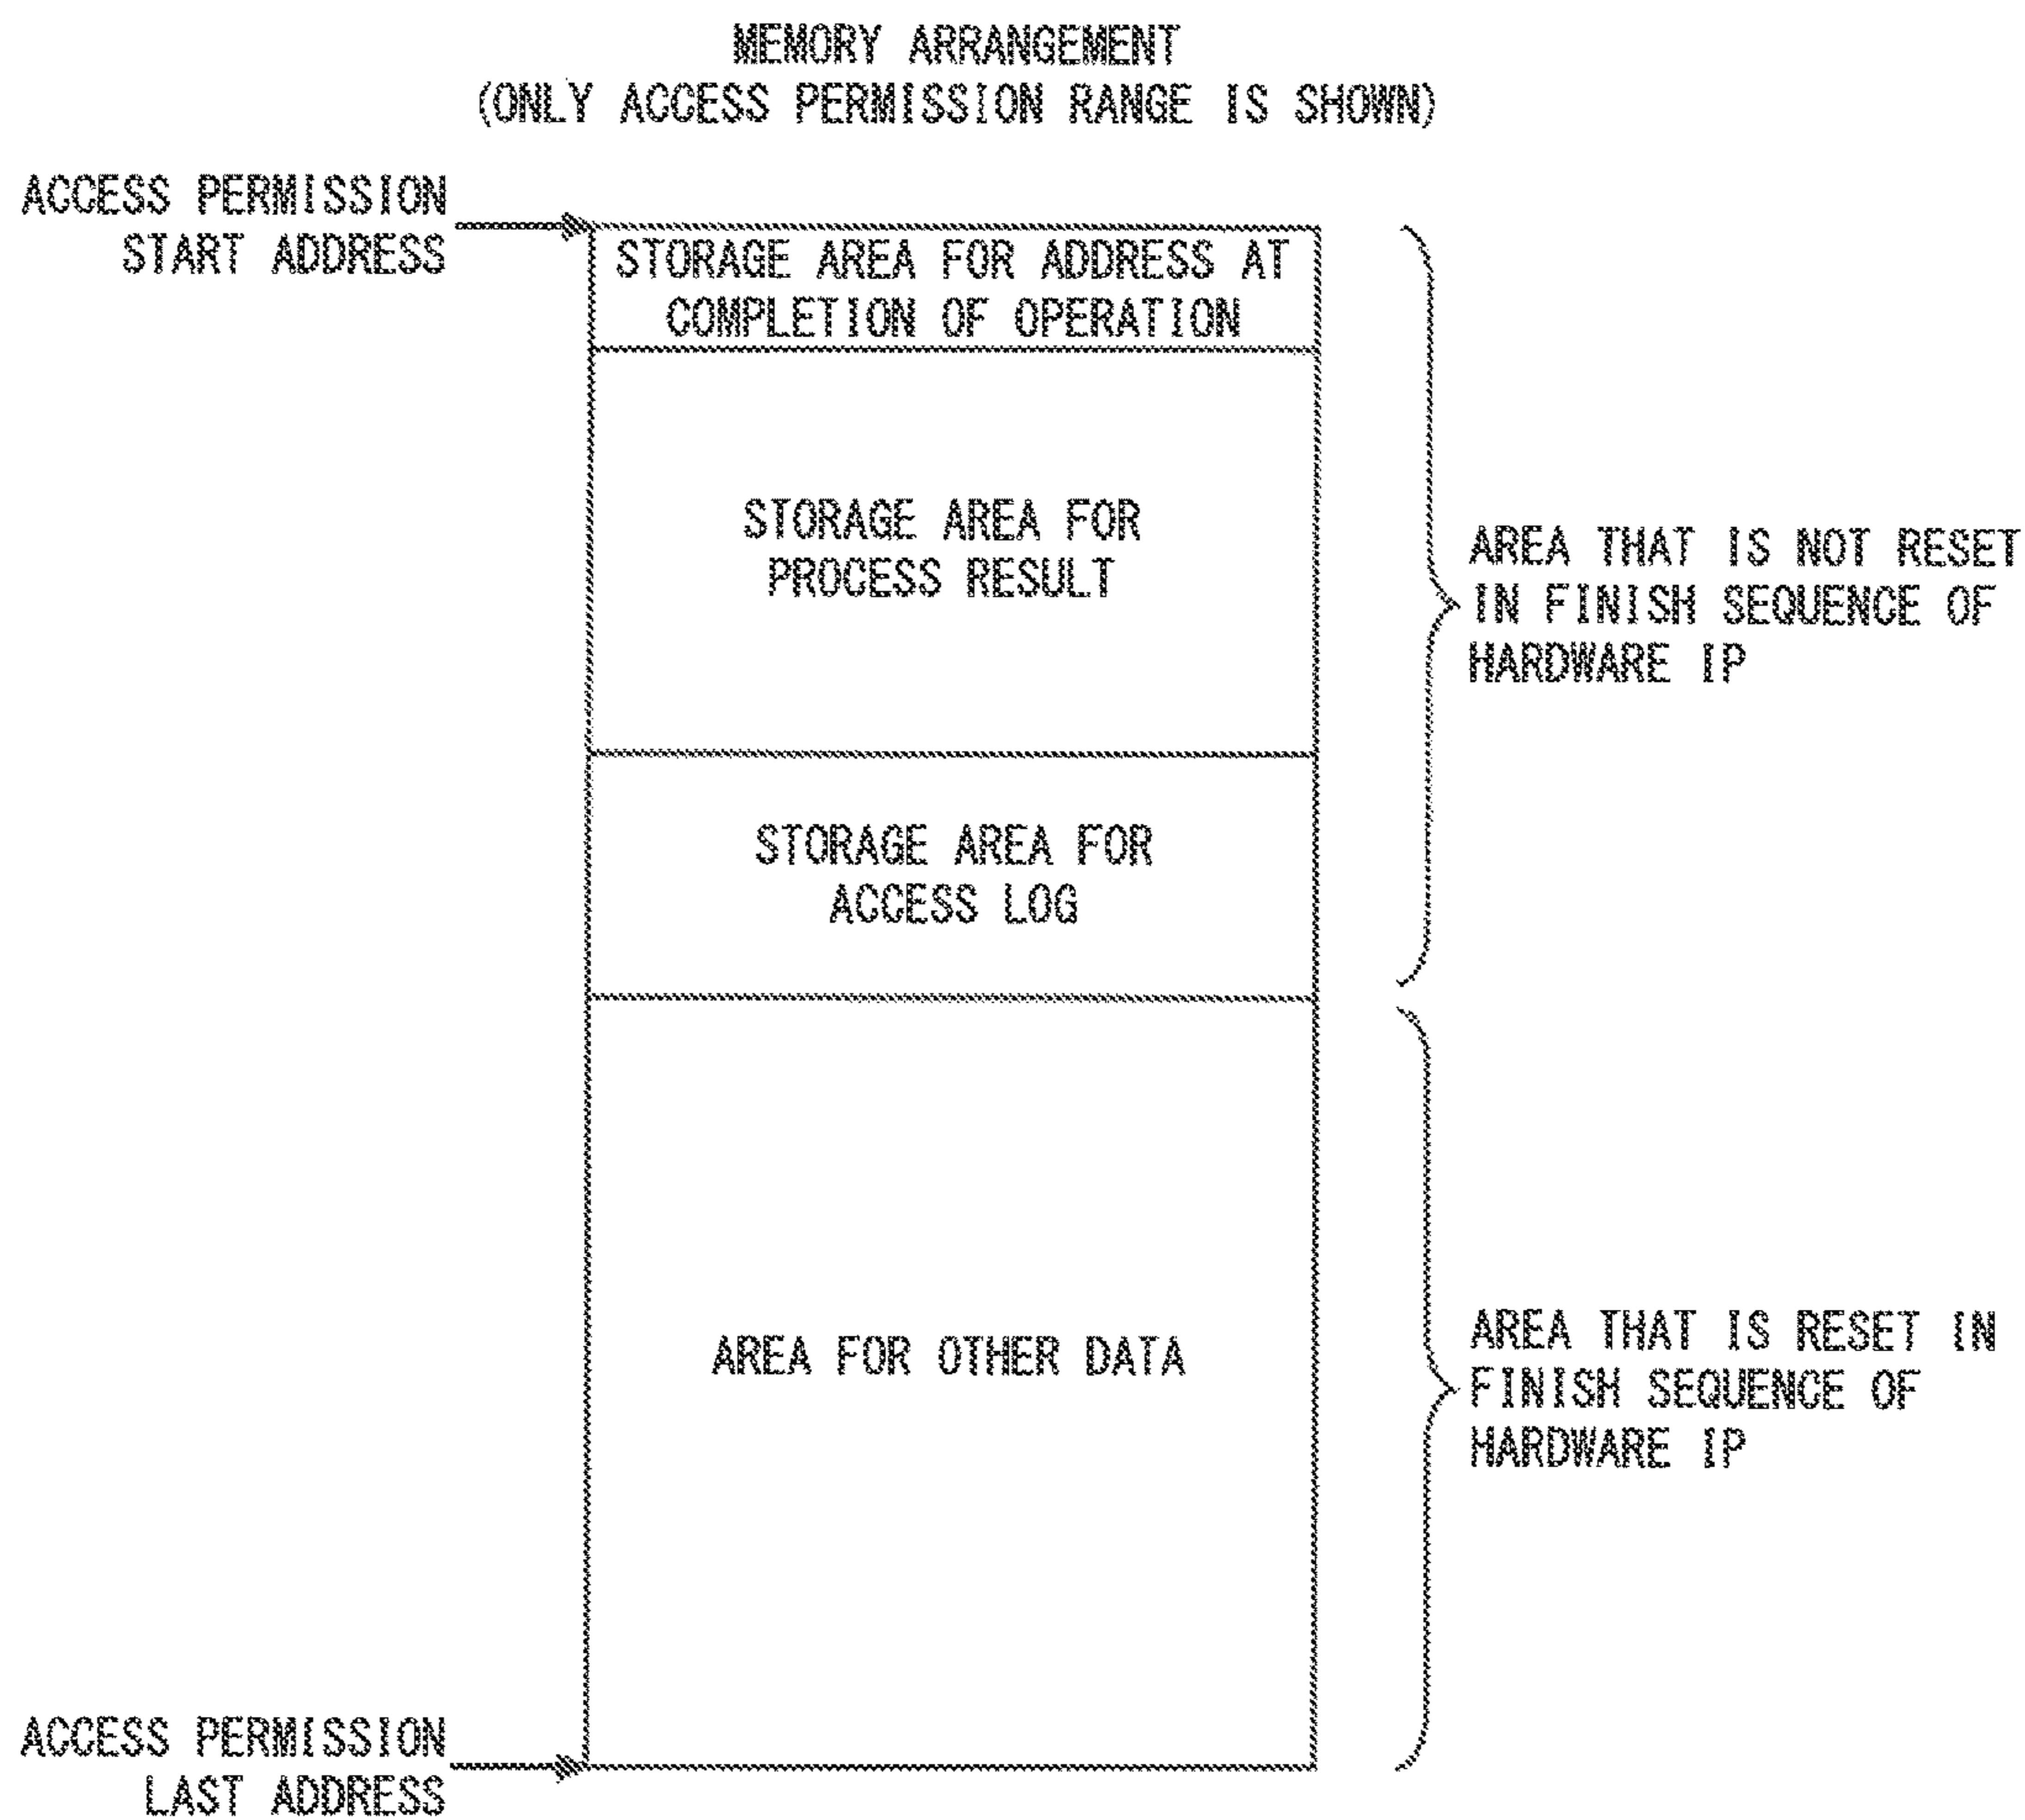 MEMORY ARRANGEMENT
(ONLY ACCESS PERMISSION RANGE IS SHOWN)
ACCESS PERMISSION
START ADDRESS
STORAGE AREA FOR ADDRESS AT
COMPLETION OF OPERATION
STORAGE AREA FOR
PROCESS RESULT
AREA THAT IS NOT RESET
IN FINISH SEQUENCE OF
HARDWARE IP
STORAGE AREA FOR
ACCESS LOG
AREA FOR OTHER DATA
AREA THAT IS RESET IN
FINISH SEQUENCE OF
HARDWARE IP
ACCESS PERMISSION
LAST ADDRESS